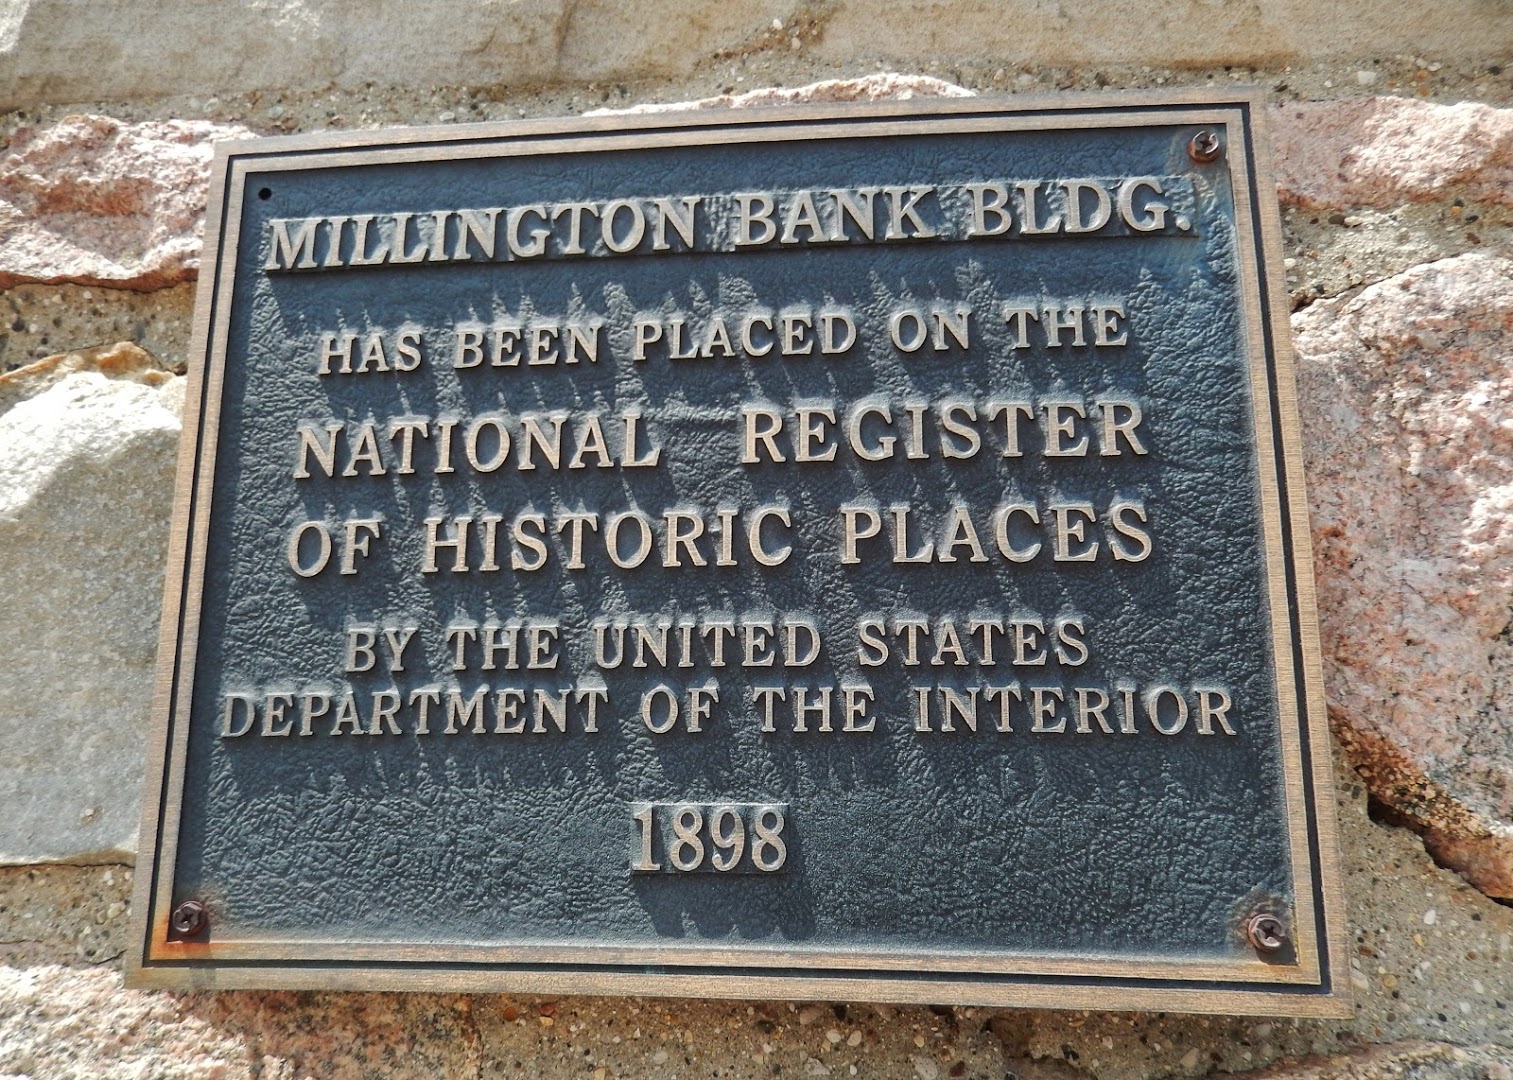 MILLINGTON BANK BLDG.
HAS BEEN PLACED ON THE
NATIONAL REGISTER
OF HISTORIC PLACES
BY THE UNITED STATES
DEPARTMENT OF THE INTERIOR
1898